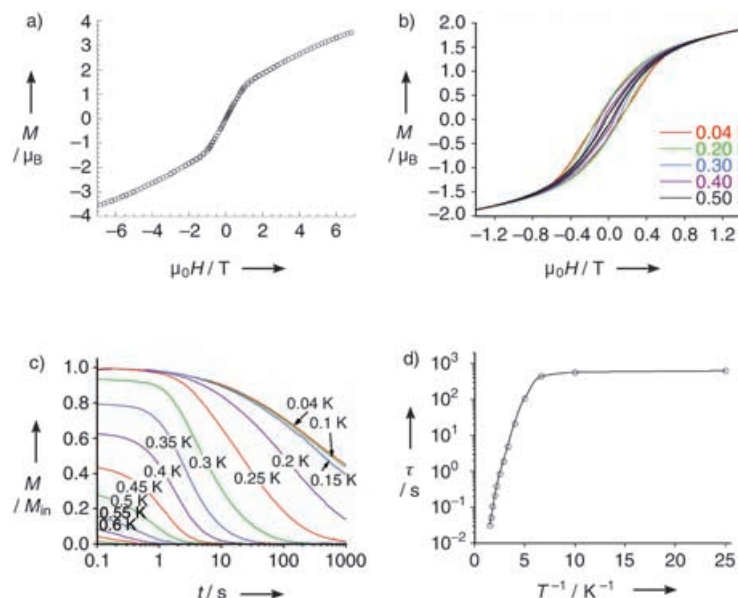 a)
4
3
2
1
0
–1
–2
–3
–4
M
/ μB
–6 –4 –2 0 2 4 6
μ0H / T
b)
2.0
1.5
1.0
0.5
0.0
–0.5
–1.0
–1.5
–2.0
M
/ μB
0.04
0.20
0.30
0.40
0.50
–1.2 –0.4 0.0 0.4 1.2
–0.8 0.8
μ0H / T
c)
1.0
0.8
0.6
0.4
0.2
0.0
M
/ Min
0.04 K
0.1 K
0.15 K
0.2 K
0.25 K
0.3 K
0.35 K
0.4 K
0.45 K
0.5 K
0.55 K
0.6 K
0.1 1 10 100 1000
t / s
d)
10³
10²
10¹
10⁰
10⁻¹
10⁻²
τ
/ s
0 5 10 15 20 25
T⁻¹ / K⁻¹